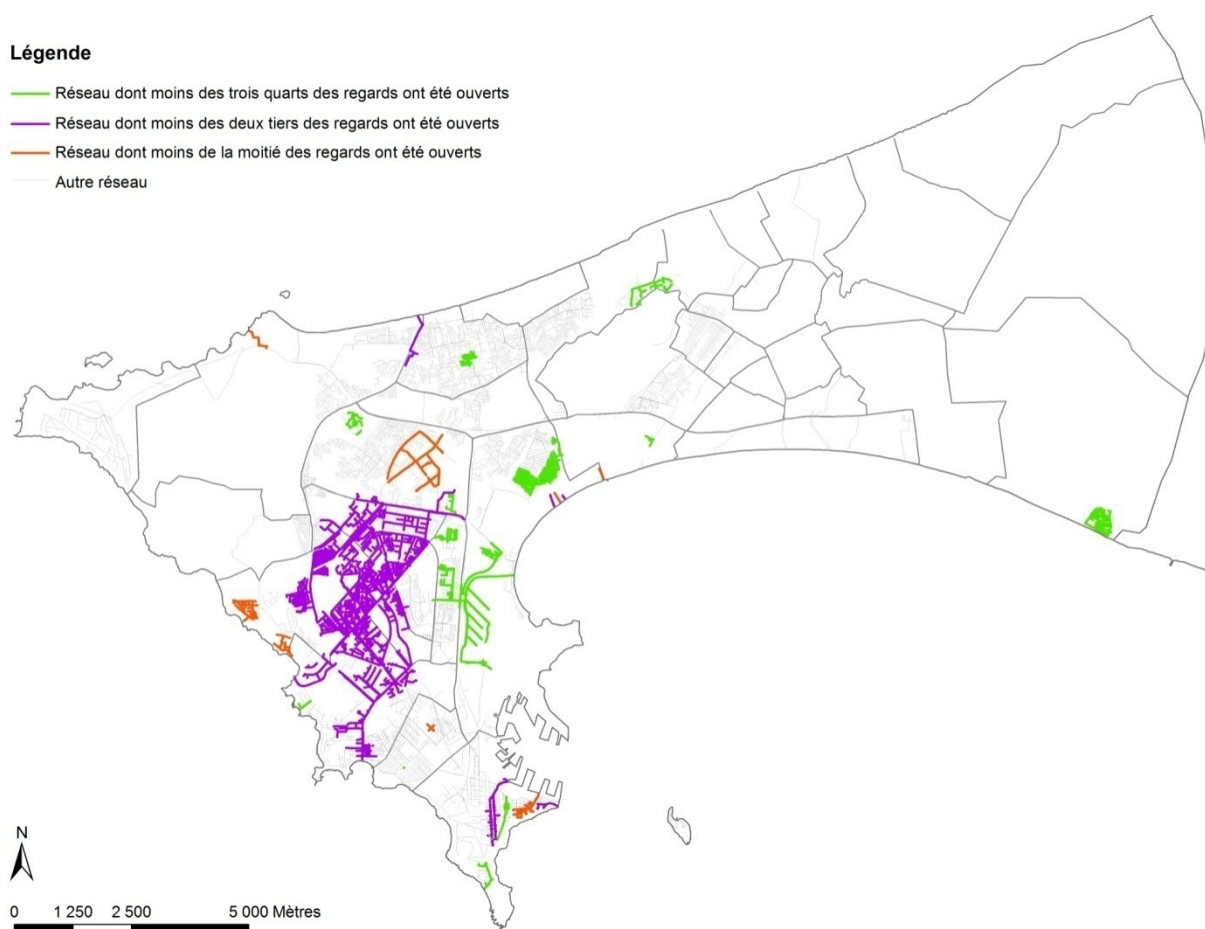 Légende
Réseau dont moins des trois quarts des regards ont été ouverts
Réseau dont moins des deux tiers des regards ont été ouverts
Réseau dont moins de la moitié des regards ont été ouverts
Autre réseau
N
0 1 250 2 500 5 000 Mètres